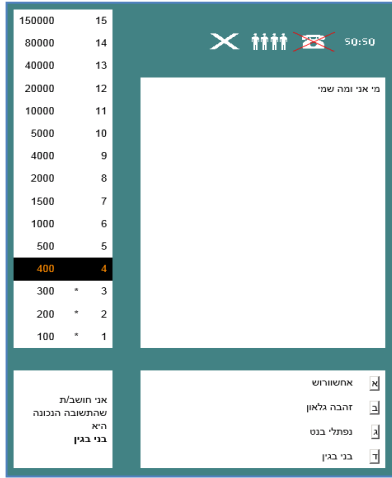 150000 15
80000 14
40000 13
20000 12
10000 11
5000 10
4000 9
2000 8
1500 7
1000 6
500 5
400 4
300 * 3
200 * 2
100 * 1
50:50
מי אני ומה שמי
אני חושב/ת
שהתשובה הנכונה
היא
בני בגין
א אחשוורוש
ב זהבה גלאון
ג נפתלי בנט
ד בני בגין